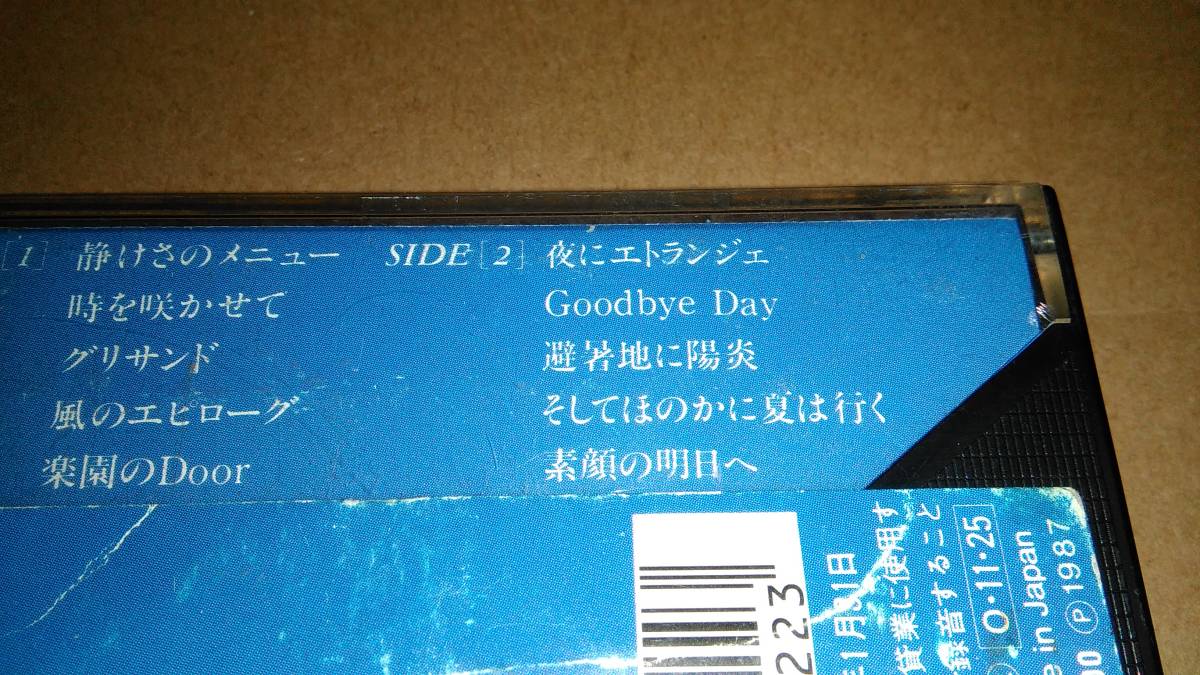 [1] 静けさのメニュー
時を咲かせて
グリサンド
風のエピローグ
楽園のDoor
SIDE [2] 夜にエトランジェ
Goodbye Day
避暑地に陽炎
そしてほのかに夏は行く
素顔の明日へ
223
1月31日
貸業に使用す
録音すること
O・11・25
in Japan
Ⓟ 1987